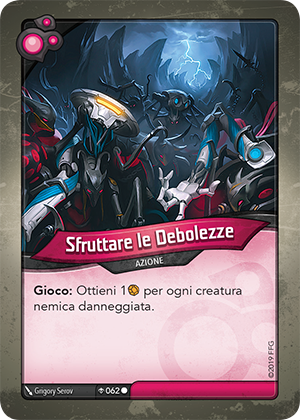 Sfruttare le Debolezze
AZIONE
Gioco: Ottieni 1 per ogni creatura
nemica danneggiata.
©2019 FFG
Grigory Serov
062